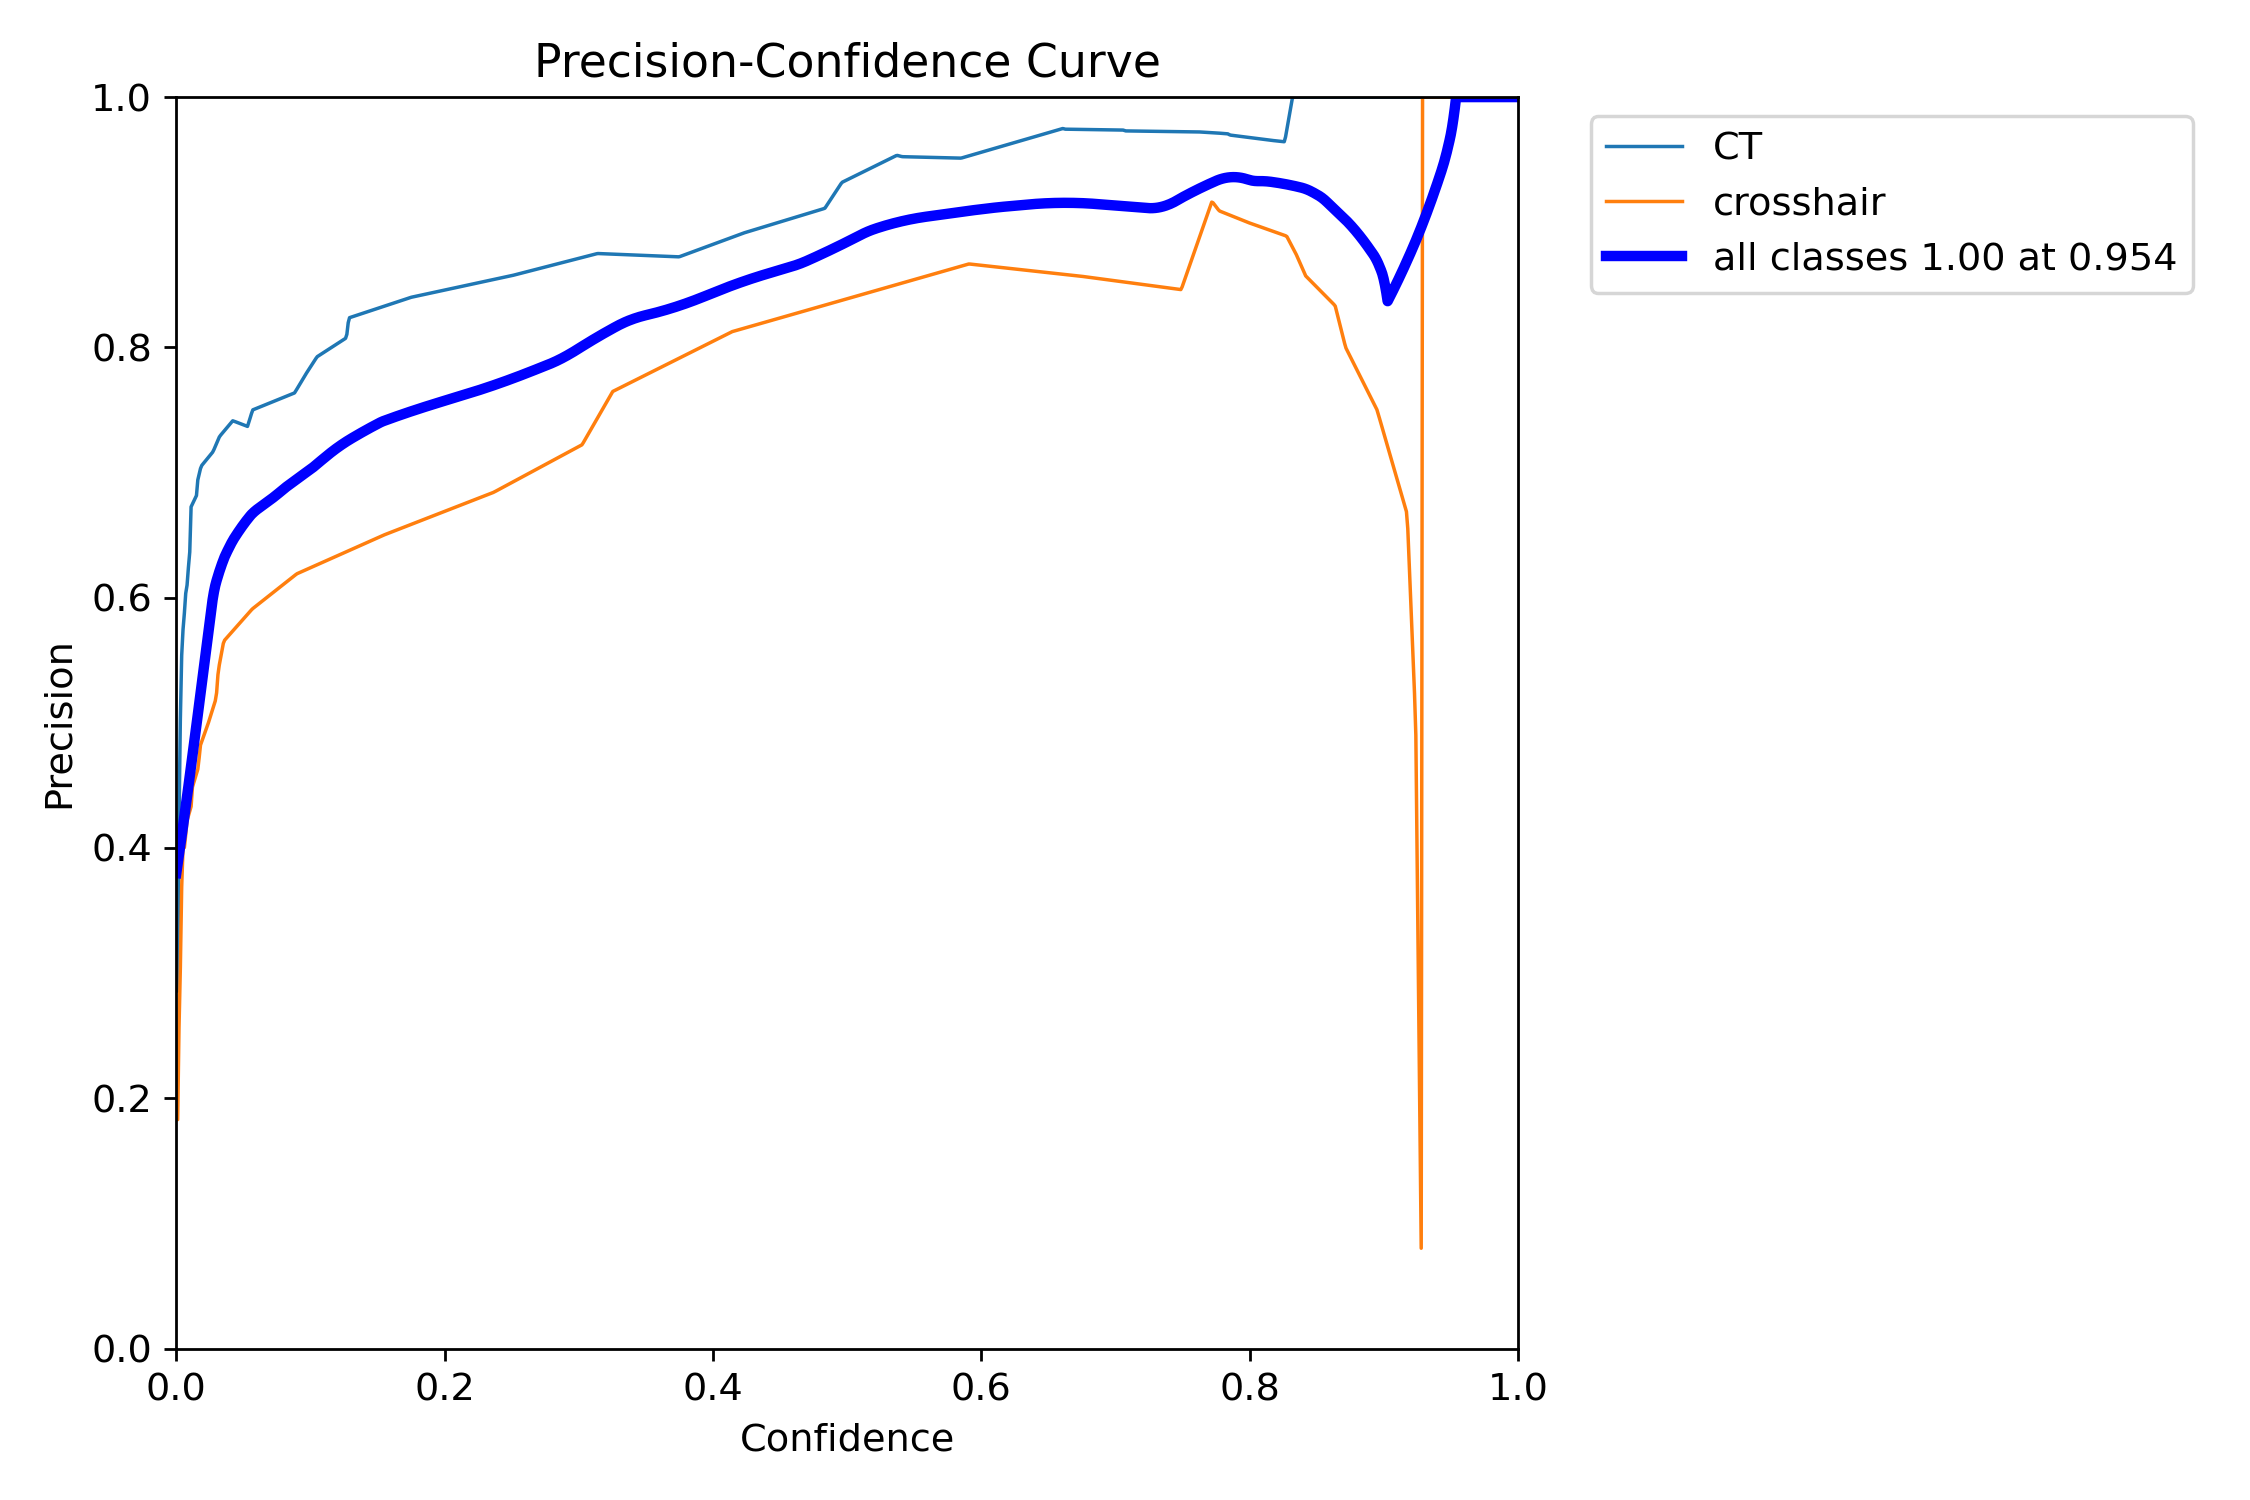 Precision-Confidence Curve
1.0
0.8
0.6
0.4
0.2
0.0
Precision
0.0 0.2 0.4 0.6 0.8 1.0
Confidence
CT
crosshair
all classes 1.00 at 0.954